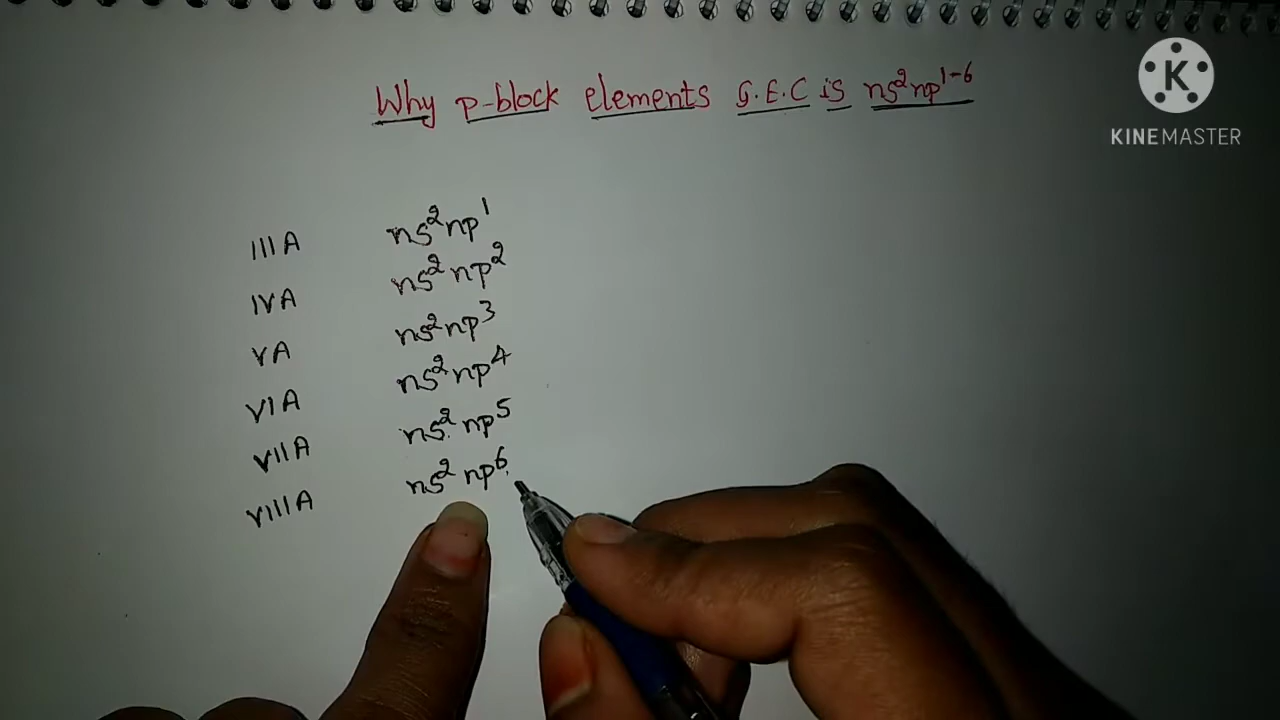 Why p-block elements G.E.C is ns²np¹⁻⁶
K
KINEMASTER
IIIA ns²np¹
IVA ns²np²
VA ns²np³
VIA ns²np⁴
VIIA ns²np⁵
VIIIA ns²np⁶